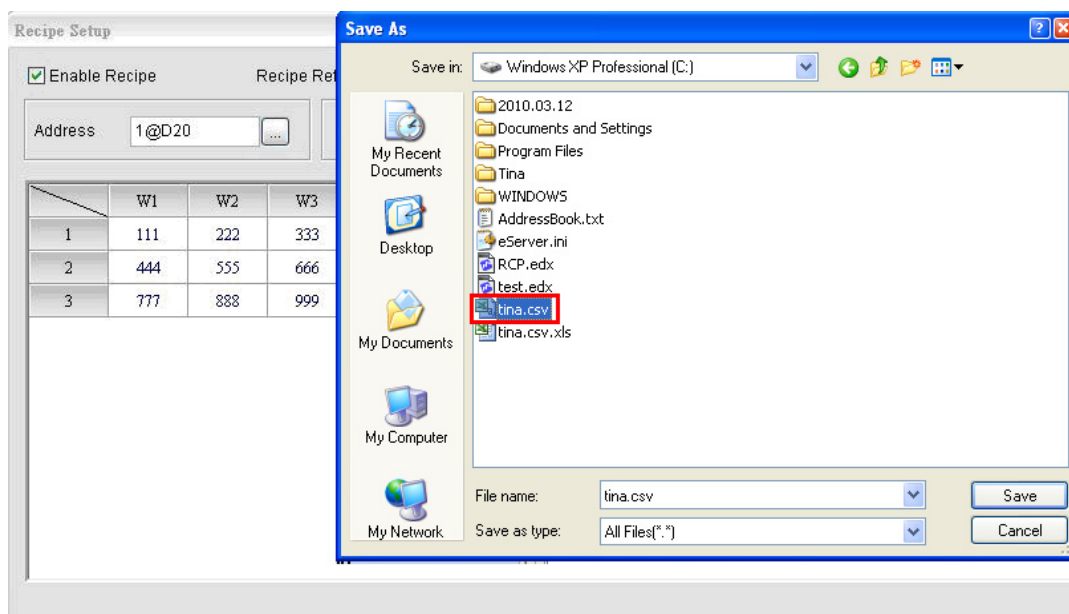 Recipe Setup
Enable Recipe
Recipe Ref
Address
1@D20
...
W1 W2 W3
1 111 222 333
2 444 555 666
3 777 888 999
Save As
Save in:
Windows XP Professional (C:)
My Recent
Documents
Desktop
My Documents
My Computer
My Network
2010.03.12
Documents and Settings
Program Files
Tina
WINDOWS
AddressBook.txt
eServer.ini
RCP.edx
test.edx
tina.csv
tina.csv.xls
File name:
tina.csv
Save
Save as type:
All Files(*.*)
Cancel